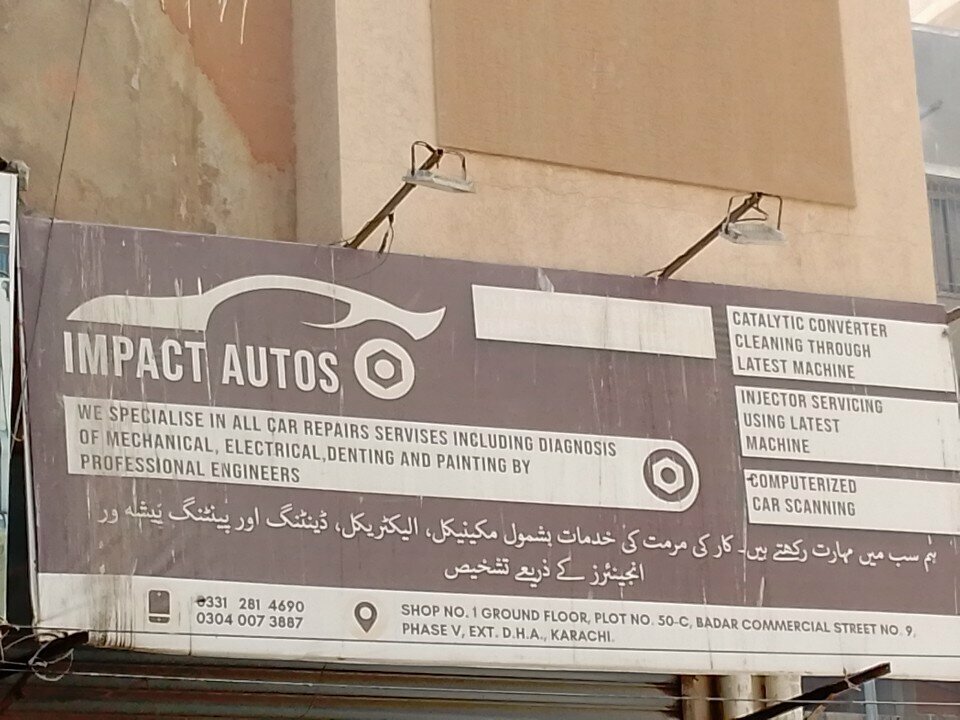 IMPACT AUTOS
WE SPECIALISE IN ALL CAR REPAIRS SERVISES INCLUDING DIAGNOSIS
OF MECHANICAL, ELECTRICAL,DENTING AND PAINTING BY
PROFESSIONAL ENGINEERS
CATALYTIC CONVERTER
CLEANING THROUGH
LATEST MACHINE
INJECTOR SERVICING
USING LATEST
MACHINE
COMPUTERIZED
CAR SCANNING
ہم سب میں مہارت رکھتے ہیں۔ کار کی مرمت کی خدمات بشمول مکینیکل، الیکٹریکل، ڈینٹنگ اور پینٹنگ پیشہ ور
انجینئرز کے ذریعے تشخیص
0331 281 4690
0304 007 3887
SHOP NO. 1 GROUND FLOOR, PLOT NO. 50-C, BADAR COMMERCIAL STREET NO. 9,
PHASE V, EXT. D.H.A., KARACHI.